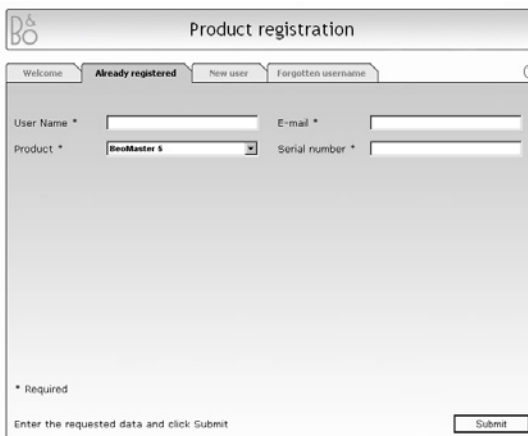 B&O
Product registration
Welcome
Already registered
New user
Forgotten username
User Name *
E-mail *
Product *
BeoMaster 5
Serial number *
* Required
Enter the requested data and click Submit
Submit